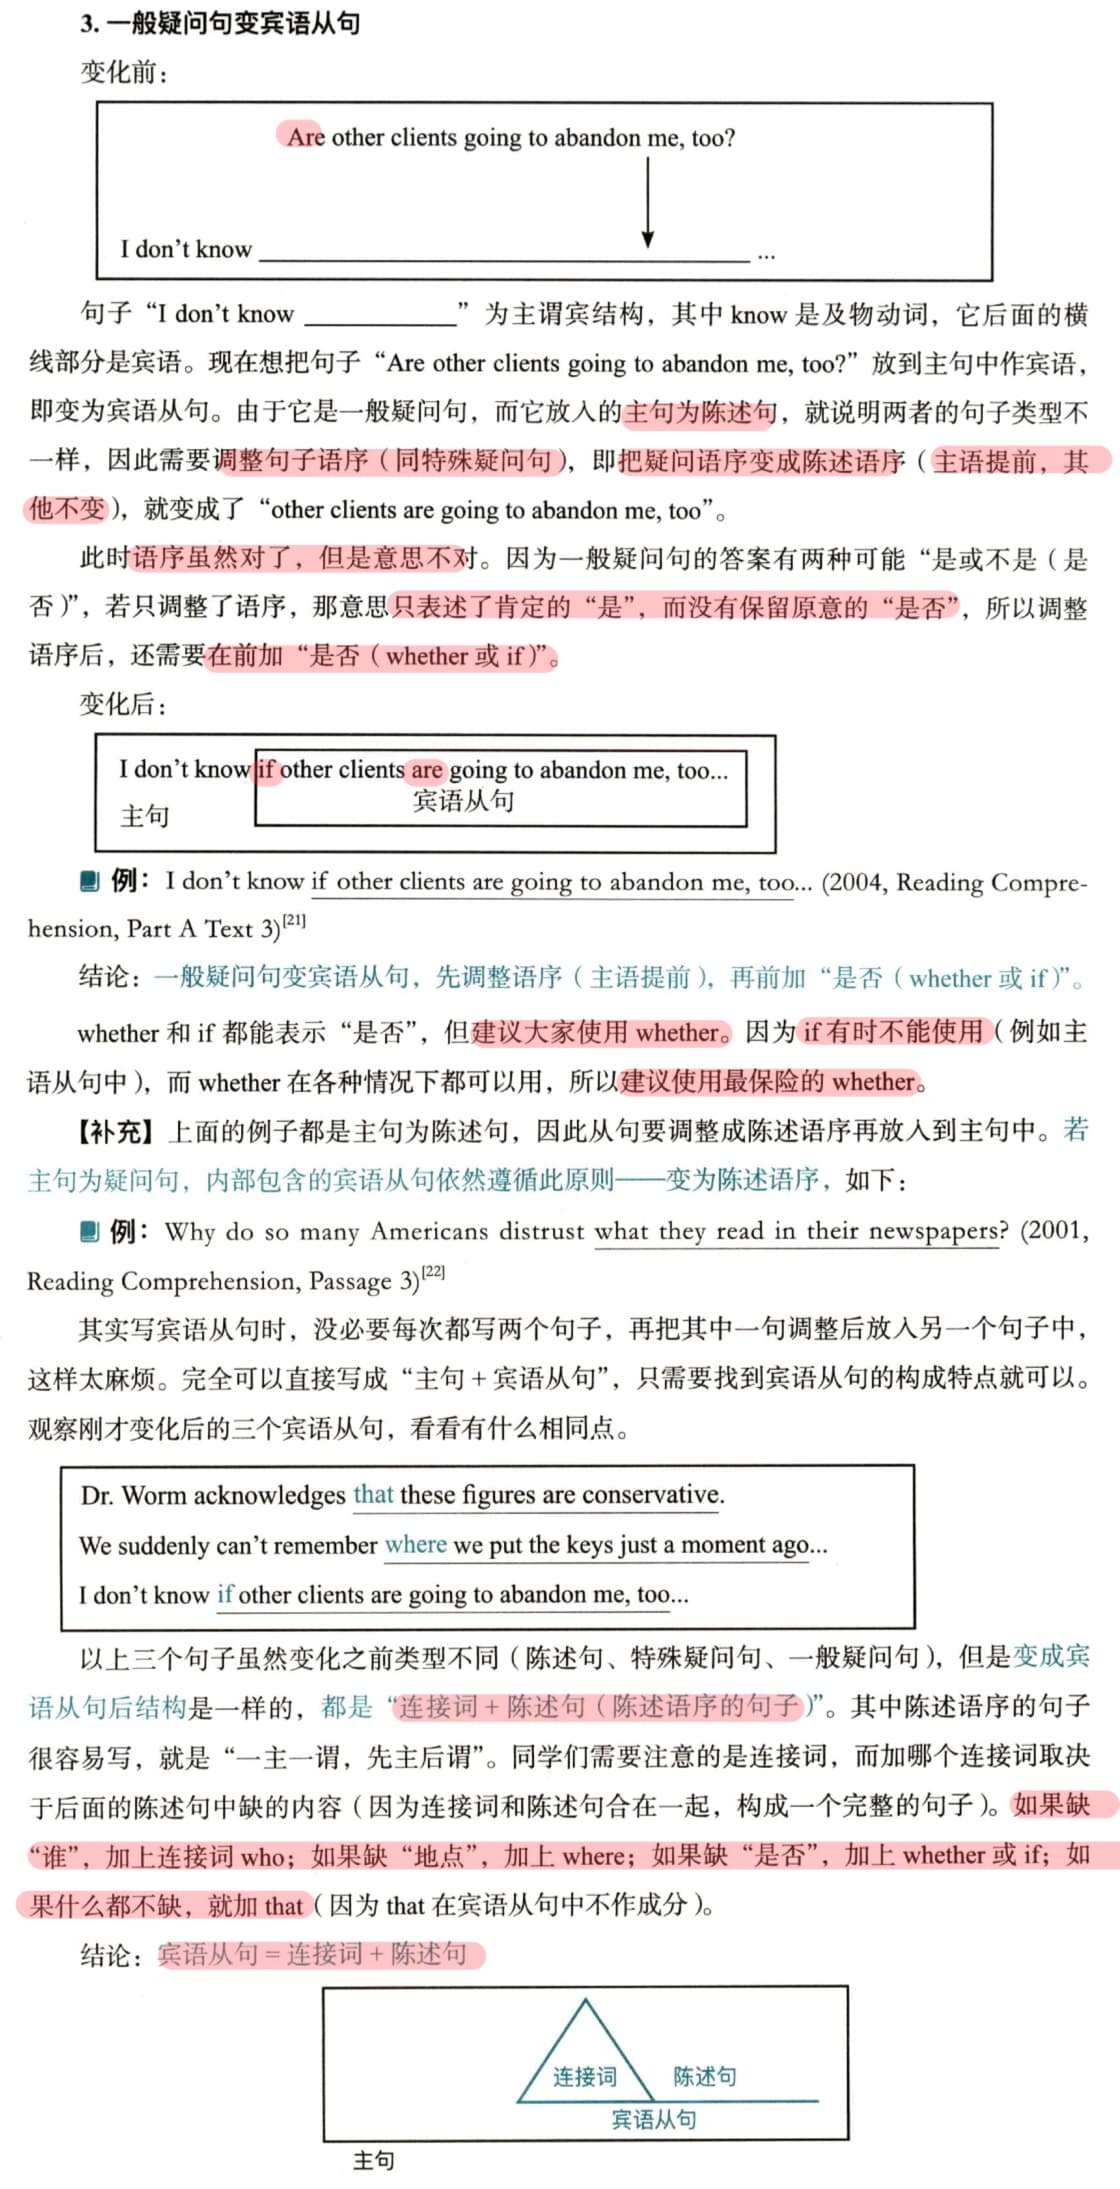 3. 一般疑问句变宾语从句
变化前：
Are other clients going to abandon me, too?
I don’t know ____________ ...
句子“I don’t know ____________”为主谓宾结构，其中 know 是及物动词，它后面的横
线部分是宾语。现在想把句子“Are other clients going to abandon me, too?”放到主句中作宾语，
即变为宾语从句。由于它是一般疑问句，而它放入的主句为陈述句，就说明两者的句子类型不
一样，因此需要调整句子语序（同特殊疑问句），即把疑问语序变成陈述语序（主语提前，其
他不变），就变成了“other clients are going to abandon me, too”。
此时语序虽然对了，但是意思不对。因为一般疑问句的答案有两种可能“是或不是（是
否）”，若只调整了语序，那意思只表述了肯定的“是”，而没有保留原意的“是否”，所以调整
语序后，还需要在前加“是否（whether 或 if）”。
变化后：
I don’t know if other clients are going to abandon me, too...
宾语从句
主句
例：I don’t know if other clients are going to abandon me, too... (2004, Reading Compre-
hension, Part A Text 3)[21]
结论：一般疑问句变宾语从句，先调整语序（主语提前），再前加“是否（whether 或 if）”。
whether 和 if 都能表示“是否”，但建议大家使用 whether。因为 if 有时不能使用（例如主
语从句中），而 whether 在各种情况下都可以用，所以建议使用最保险的 whether。
【补充】上面的例子都是主句为陈述句，因此从句要调整成陈述语序再放入到主句中。若
主句为疑问句，内部包含的宾语从句依然遵循此原则——变为陈述语序，如下：
例：Why do so many Americans distrust what they read in their newspapers? (2001,
Reading Comprehension, Passage 3)[22]
其实写宾语从句时，没必要每次都写两个句子，再把其中一句调整后放入另一个句子中，
这样太麻烦。完全可以直接写成“主句 + 宾语从句”，只需要找到宾语从句的构成特点就可以。
观察刚才变化后的三个宾语从句，看看有什么相同点。
Dr. Worm acknowledges that these figures are conservative.
We suddenly can’t remember where we put the keys just a moment ago...
I don’t know if other clients are going to abandon me, too...
以上三个句子虽然变化之前类型不同（陈述句、特殊疑问句、一般疑问句），但是变成宾
语从句后结构是一样的，都是“连接词 + 陈述句（陈述语序的句子）”。其中陈述语序的句子
很容易写，就是“一主一谓，先主后谓”。同学们需要注意的是连接词，而加哪个连接词取决
于后面的陈述句中缺的内容（因为连接词和陈述句合在一起，构成一个完整的句子）。如果缺
“谁”，加上连接词 who；如果缺“地点”，加上 where；如果缺“是否”，加上 whether 或 if；如
果什么都不缺，就加 that（因为 that 在宾语从句中不作成分）。
结论：宾语从句 = 连接词 + 陈述句
连接词 陈述句
宾语从句
主句